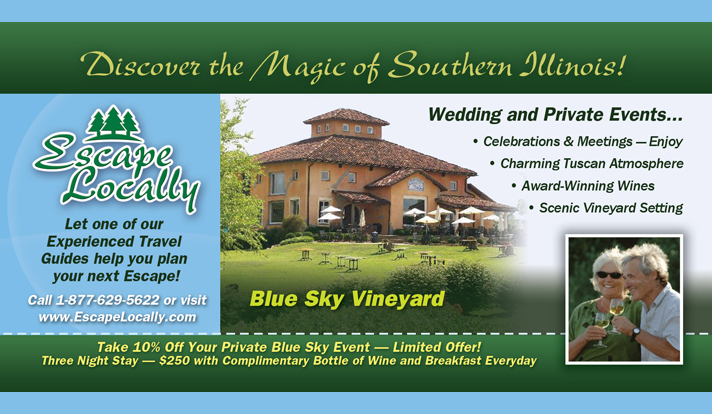 Discover the Magic of Southern Illinois!
Escape
Locally
Let one of our
Experienced Travel
Guides help you plan
your next Escape!
Call 1-877-629-5622 or visit
www.EscapeLocally.com
Wedding and Private Events...
• Celebrations & Meetings — Enjoy
• Charming Tuscan Atmosphere
• Award-Winning Wines
• Scenic Vineyard Setting
Blue Sky Vineyard
Take 10% Off Your Private Blue Sky Event — Limited Offer!
Three Night Stay — $250 with Complimentary Bottle of Wine and Breakfast Everyday